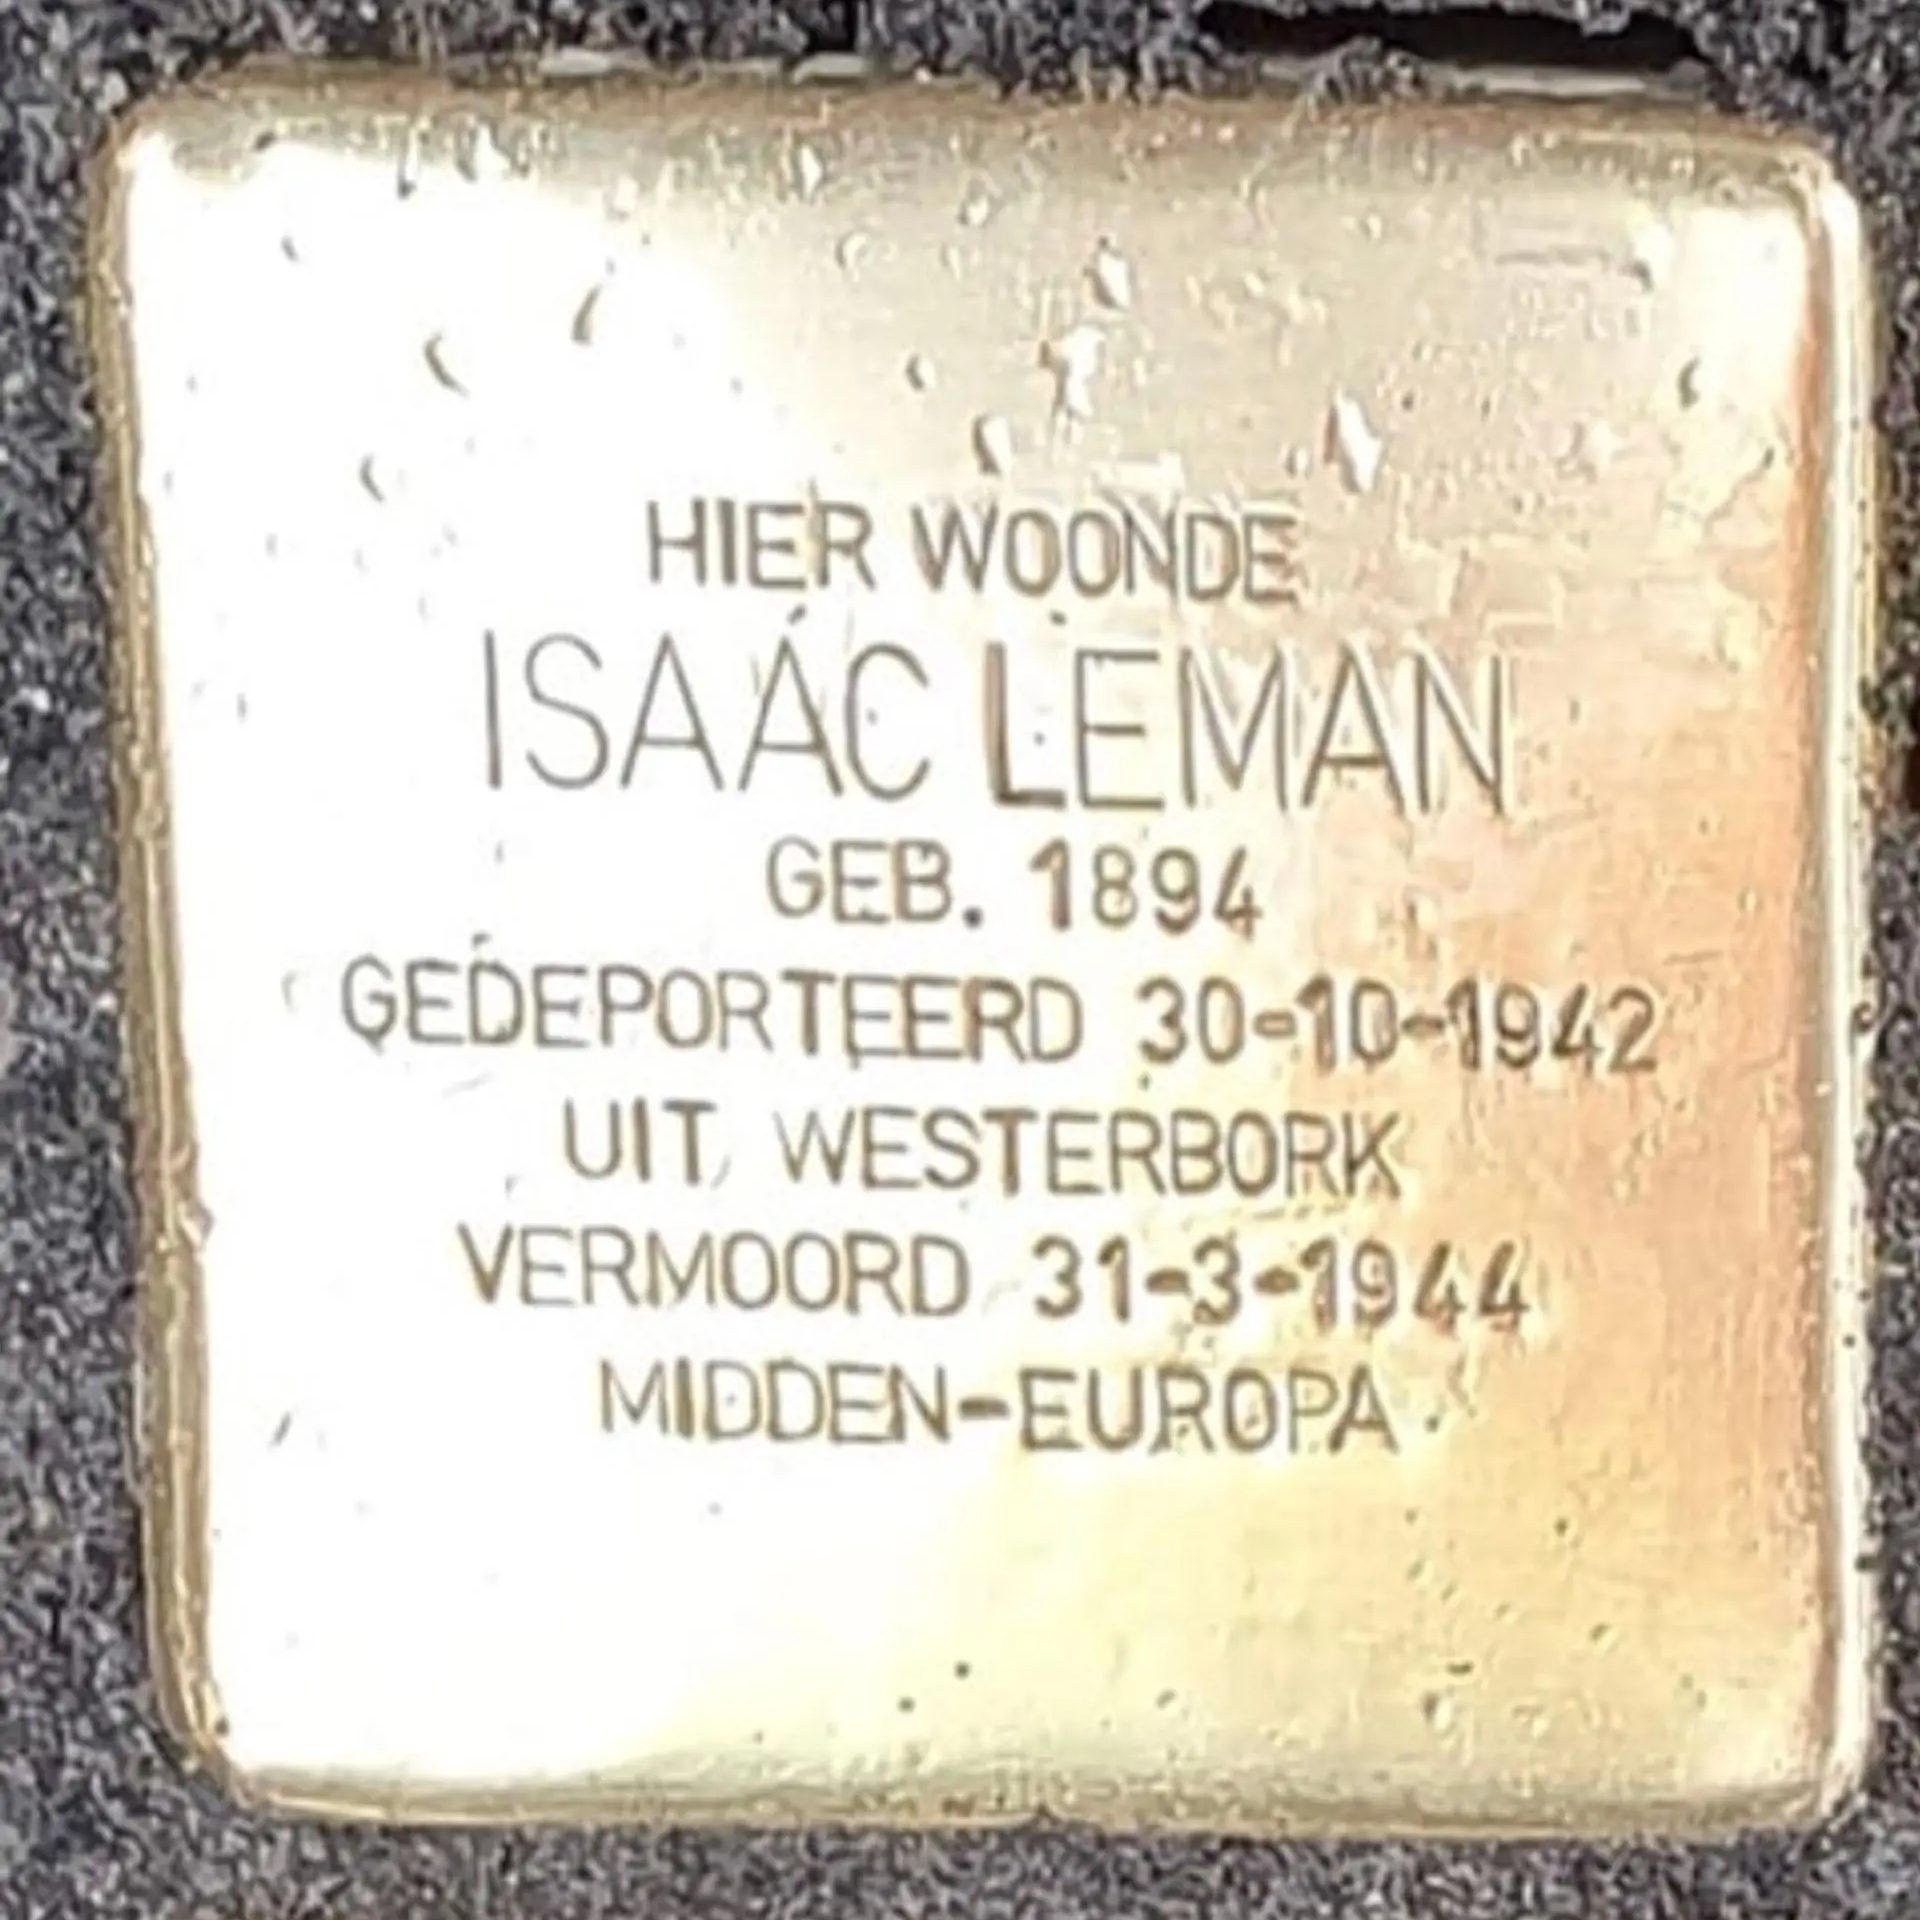 HIER WOONDE
ISAAC LEMAN
GEB. 1894
GEDEPORTEERD 30-10-1942
UIT WESTERBORK
VERMOORD 31-3-1944
MIDDEN-EUROPA